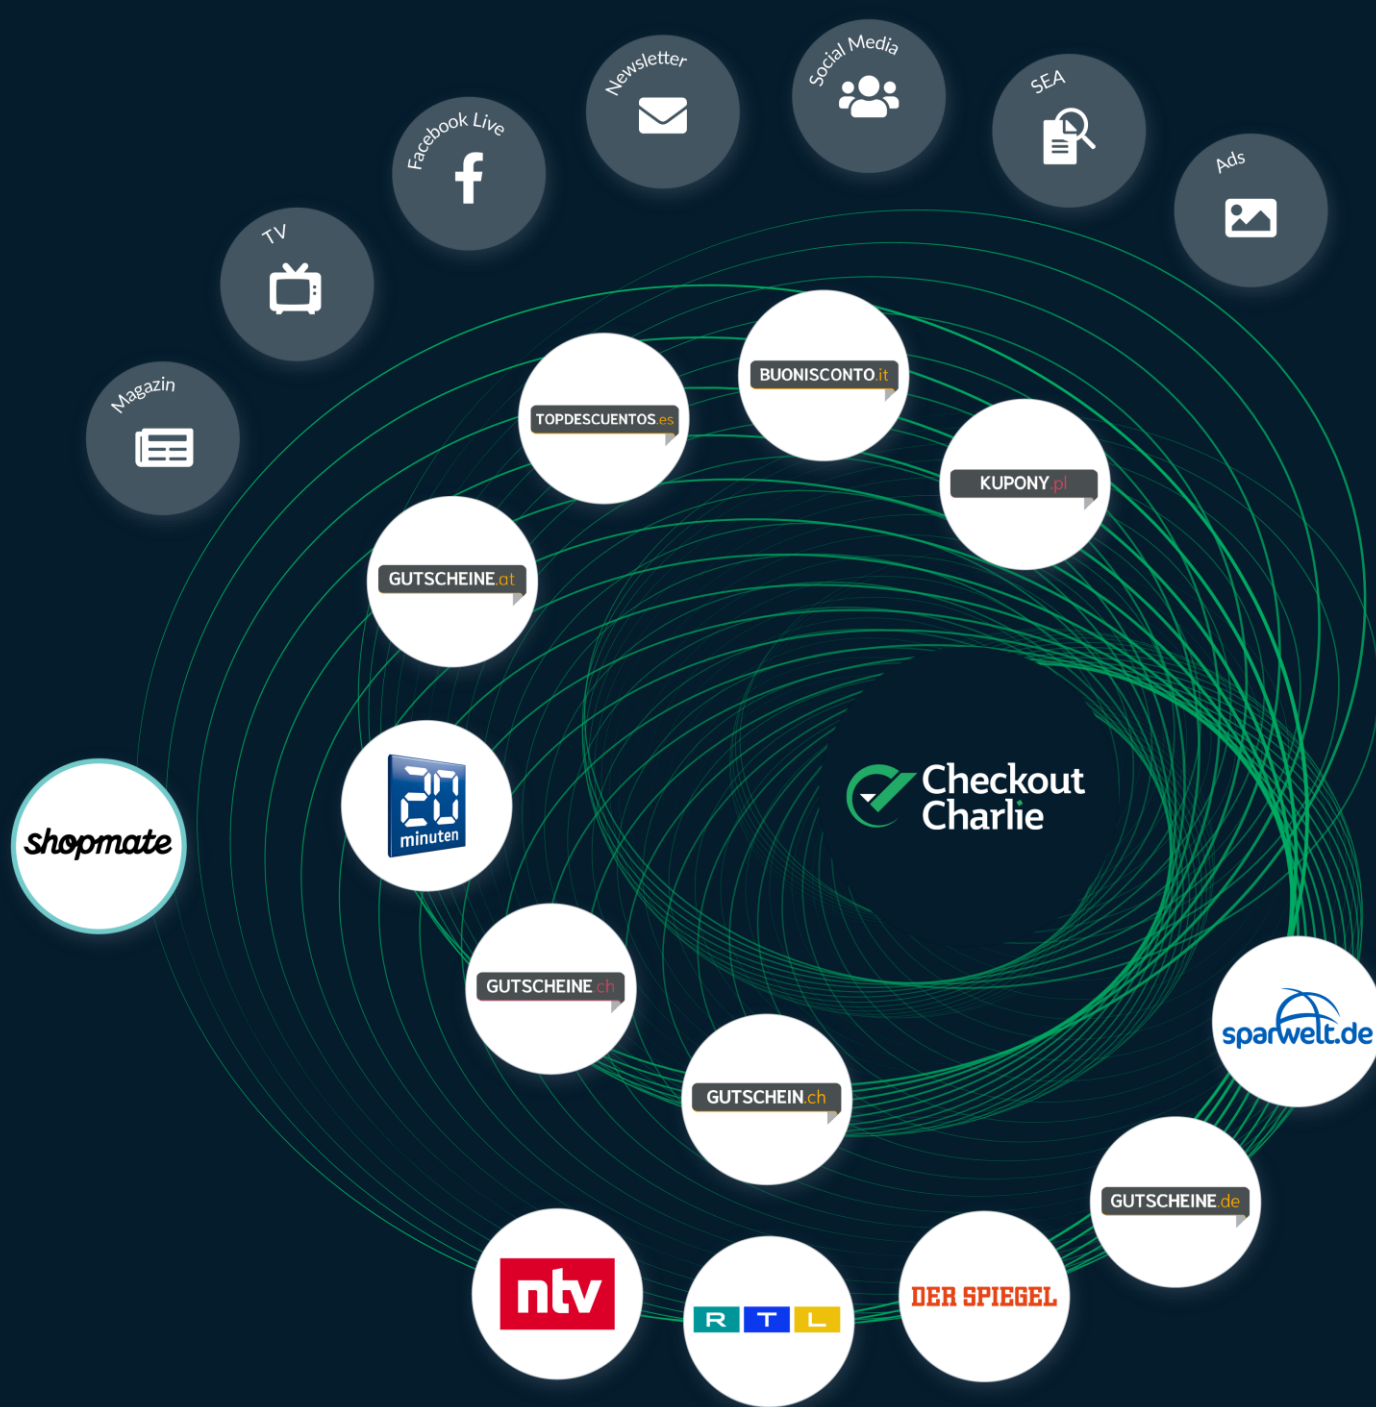 Social Media
Newsletter
SEA
Facebook Live
Ads
TV
Magazin
BUONISCONTO.it
TOPDESCUENTOS.es
KUPONY.pl
GUTSCHEINE.at
20
minuten
Checkout
Charlie
shopmate
GUTSCHEINE.ch
sparwelt.de
GUTSCHEIN.ch
GUTSCHEINE.de
ntv
RTL
DER SPIEGEL